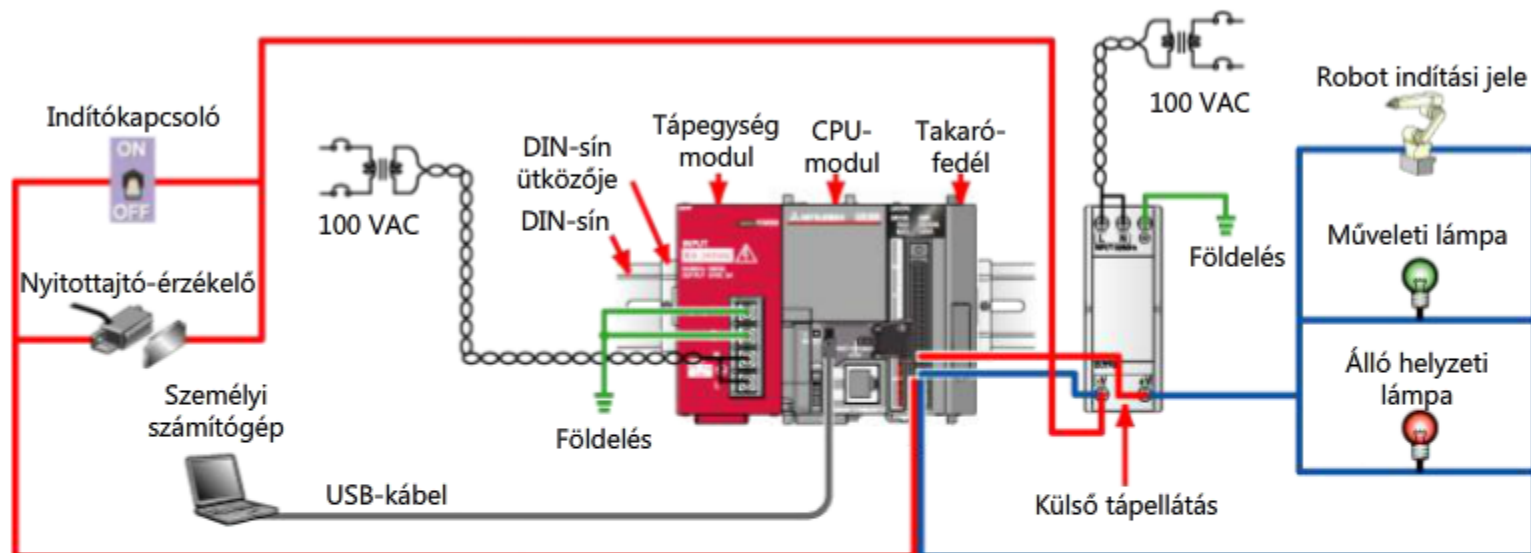 Indítókapcsoló
ON
OFF
Nyitottajtó-érzékelő
Személyi
számítógép
USB-kábel
100 VAC
Földelés
DIN-sín
ütközője
DIN-sín
Tápegység
modul
CPU-
modul
Takaró-
fedél
INPUT
100 VAC
L N
Földelés
Külső tápellátás
Robot indítási jele
Műveleti lámpa
Álló helyzeti
lámpa